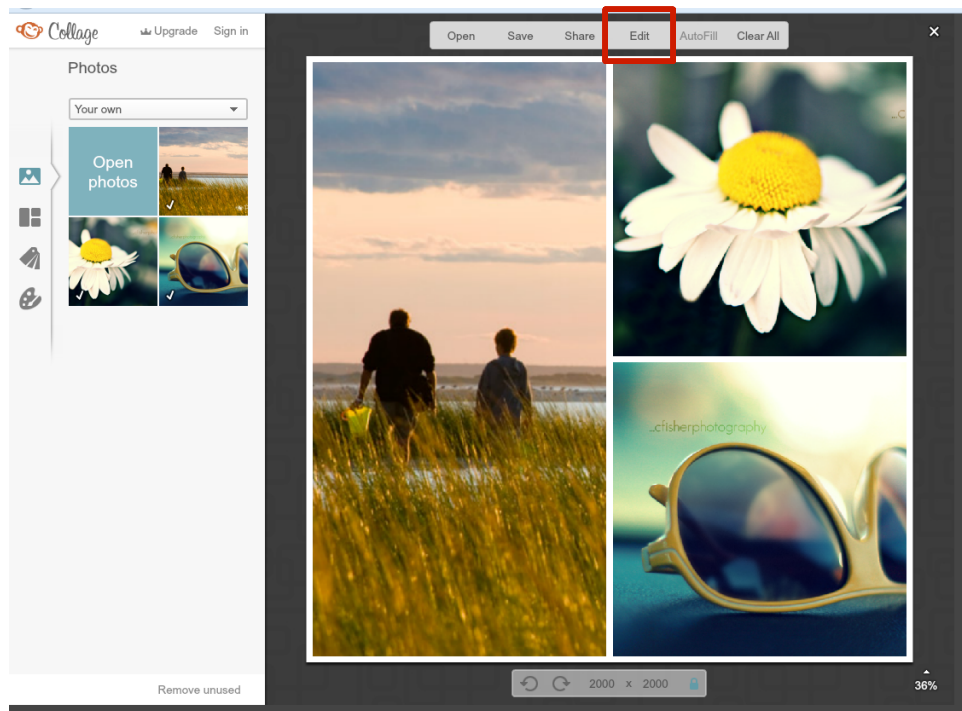 Collage Upgrade Sign in
Photos
Your own
Open
photos
Remove unused
Open Save Share Edit AutoFill Clear All
...C
...cfisherphotography
2000 x 2000
36%